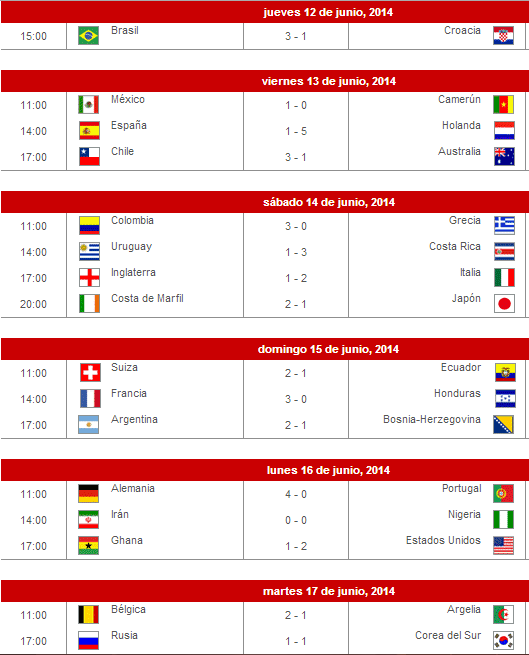 jueves 12 de junio, 2014
15:00 Brasil 3 - 1 Croacia
viernes 13 de junio, 2014
11:00 México 1 - 0 Camerún
14:00 España 1 - 5 Holanda
17:00 Chile 3 - 1 Australia
sábado 14 de junio, 2014
11:00 Colombia 3 - 0 Grecia
14:00 Uruguay 1 - 3 Costa Rica
17:00 Inglaterra 1 - 2 Italia
20:00 Costa de Marfil 2 - 1 Japón
domingo 15 de junio, 2014
11:00 Suiza 2 - 1 Ecuador
14:00 Francia 3 - 0 Honduras
17:00 Argentina 2 - 1 Bosnia-Herzegovina
lunes 16 de junio, 2014
11:00 Alemania 4 - 0 Portugal
14:00 Irán 0 - 0 Nigeria
17:00 Ghana 1 - 2 Estados Unidos
martes 17 de junio, 2014
11:00 Bélgica 2 - 1 Argelia
17:00 Rusia 1 - 1 Corea del Sur